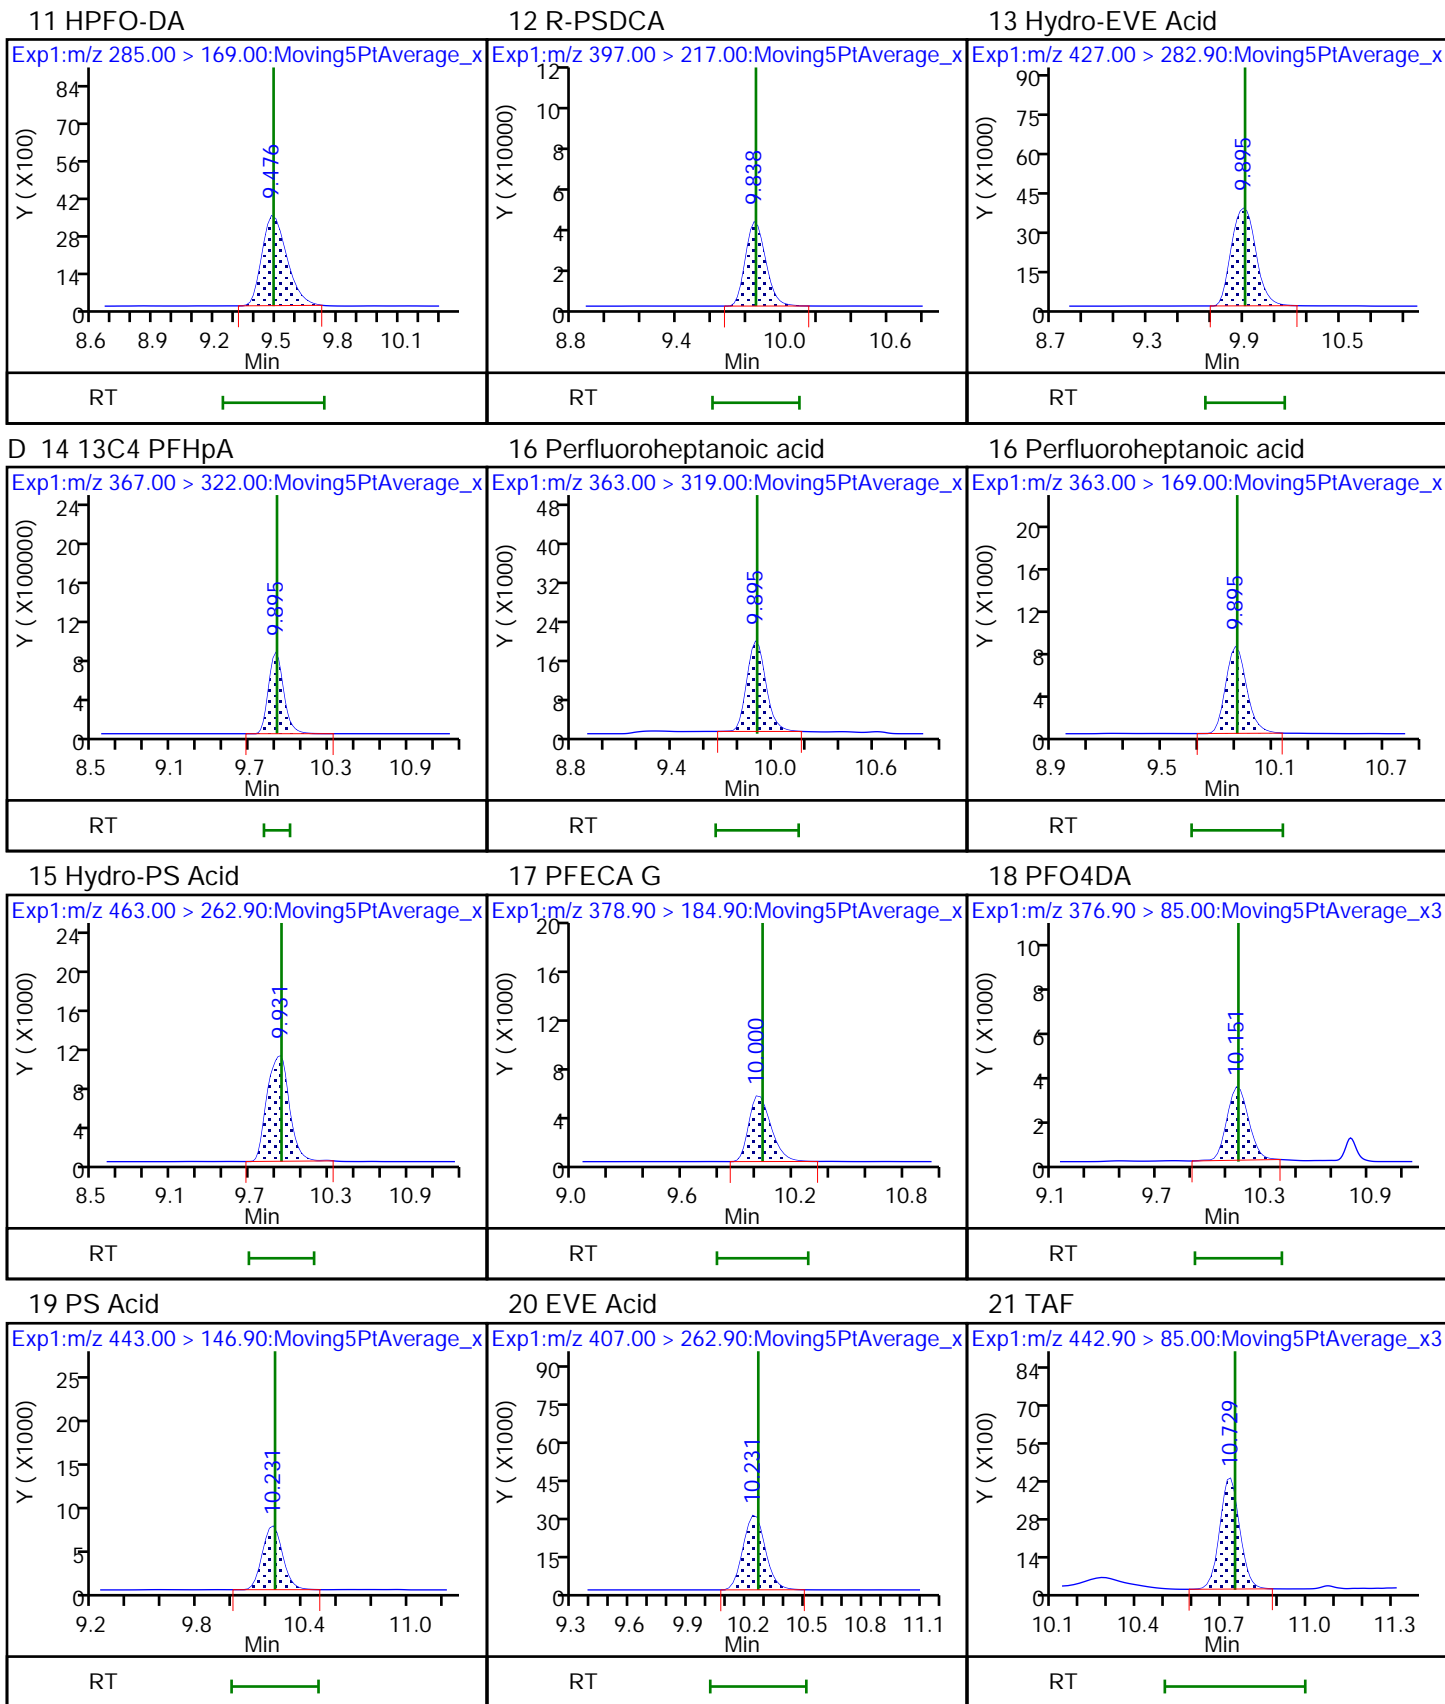 11 HPFO-DA
Exp1:m/z 285.00 > 169.00:Moving5PtAverage_x
Y ( X100)
84
70
56
42
28
14
0
9.476
8.6 8.9 9.2 9.5 9.8 10.1
Min
RT
12 R-PSDCA
Exp1:m/z 397.00 > 217.00:Moving5PtAverage_x
Y ( X10000)
12
10
8
6
4
2
0
9.838
8.8 9.4 10.0 10.6
Min
RT
13 Hydro-EVE Acid
Exp1:m/z 427.00 > 282.90:Moving5PtAverage_x
Y ( X1000)
90
75
60
45
30
15
0
9.895
8.7 9.3 9.9 10.5
Min
RT
D 14 13C4 PFHpA
Exp1:m/z 367.00 > 322.00:Moving5PtAverage_x
Y ( X100000)
24
20
16
12
8
4
0
9.895
8.5 9.1 9.7 10.3 10.9
Min
RT
16 Perfluoroheptanoic acid
Exp1:m/z 363.00 > 319.00:Moving5PtAverage_x
Y ( X1000)
48
40
32
24
16
8
0
9.895
8.8 9.4 10.0 10.6
Min
RT
16 Perfluoroheptanoic acid
Exp1:m/z 363.00 > 169.00:Moving5PtAverage_x
Y ( X1000)
20
16
12
8
4
0
9.895
8.9 9.5 10.1 10.7
Min
RT
15 Hydro-PS Acid
Exp1:m/z 463.00 > 262.90:Moving5PtAverage_x
Y ( X1000)
24
20
16
12
8
4
0
9.931
8.5 9.1 9.7 10.3 10.9
Min
RT
17 PFECA G
Exp1:m/z 378.90 > 184.90:Moving5PtAverage_x
Y ( X1000)
20
16
12
8
4
0
10.000
9.0 9.6 10.2 10.8
Min
RT
18 PFO4DA
Exp1:m/z 376.90 > 85.00:Moving5PtAverage_x3
Y ( X1000)
10
8
6
4
2
0
10.151
9.1 9.7 10.3 10.9
Min
RT
19 PS Acid
Exp1:m/z 443.00 > 146.90:Moving5PtAverage_x
Y ( X1000)
25
20
15
10
5
0
10.231
9.2 9.8 10.4 11.0
Min
RT
20 EVE Acid
Exp1:m/z 407.00 > 262.90:Moving5PtAverage_x
Y ( X1000)
90
75
60
45
30
15
0
10.231
9.3 9.6 9.9 10.2 10.5 10.8 11.1
Min
RT
21 TAF
Exp1:m/z 442.90 > 85.00:Moving5PtAverage_x3
Y ( X100)
84
70
56
42
28
14
0
10.729
10.1 10.4 10.7 11.0 11.3
Min
RT